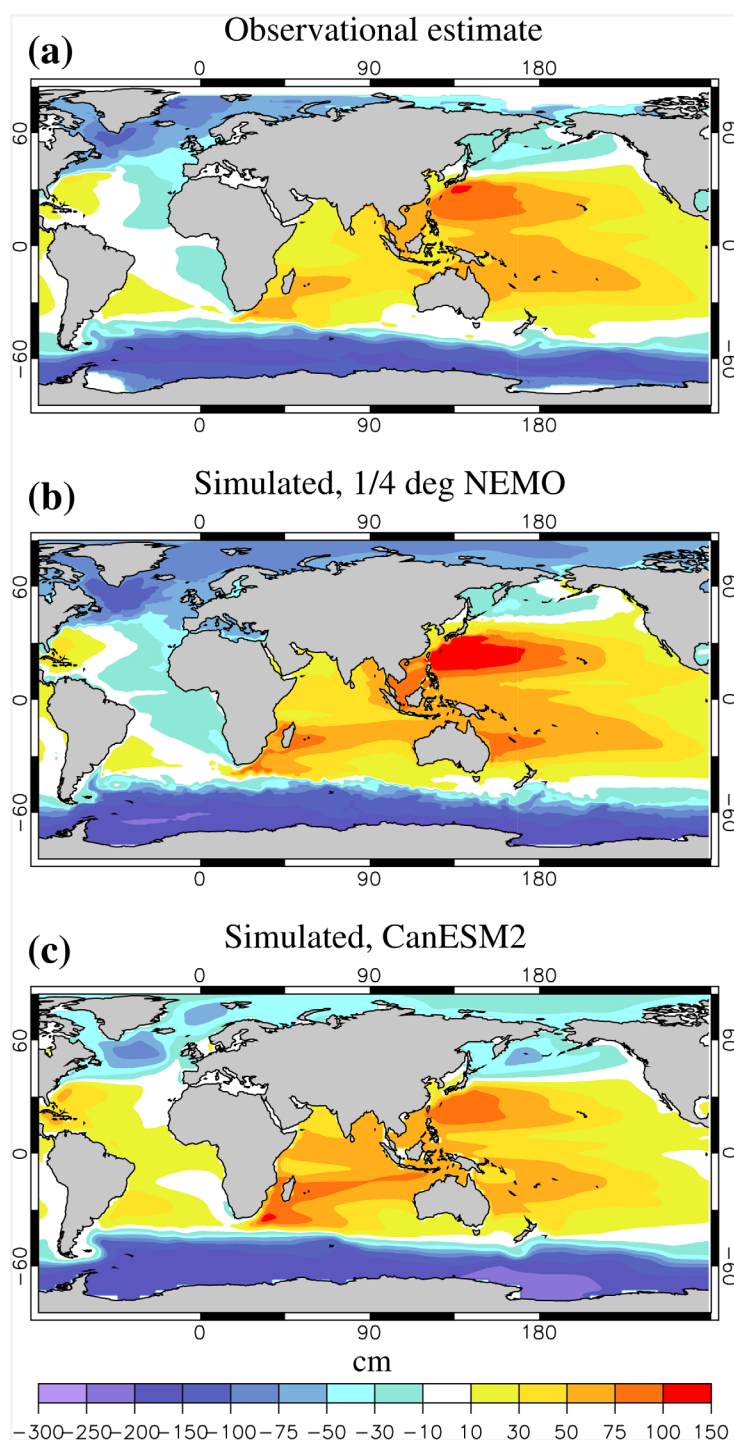 Observational estimate
(a)
0 90 180
60 60
0 0
−60 −60
0 90 180
Simulated, 1/4 deg NEMO
(b)
0 90 180
60 60
0 0
−60 −60
0 90 180
Simulated, CanESM2
(c)
0 90 180
60 60
0 0
−60 −60
0 90 180
cm
−300 −250 −200 −150 −100 −75 −50 −30 −10 10 30 50 75 100 150